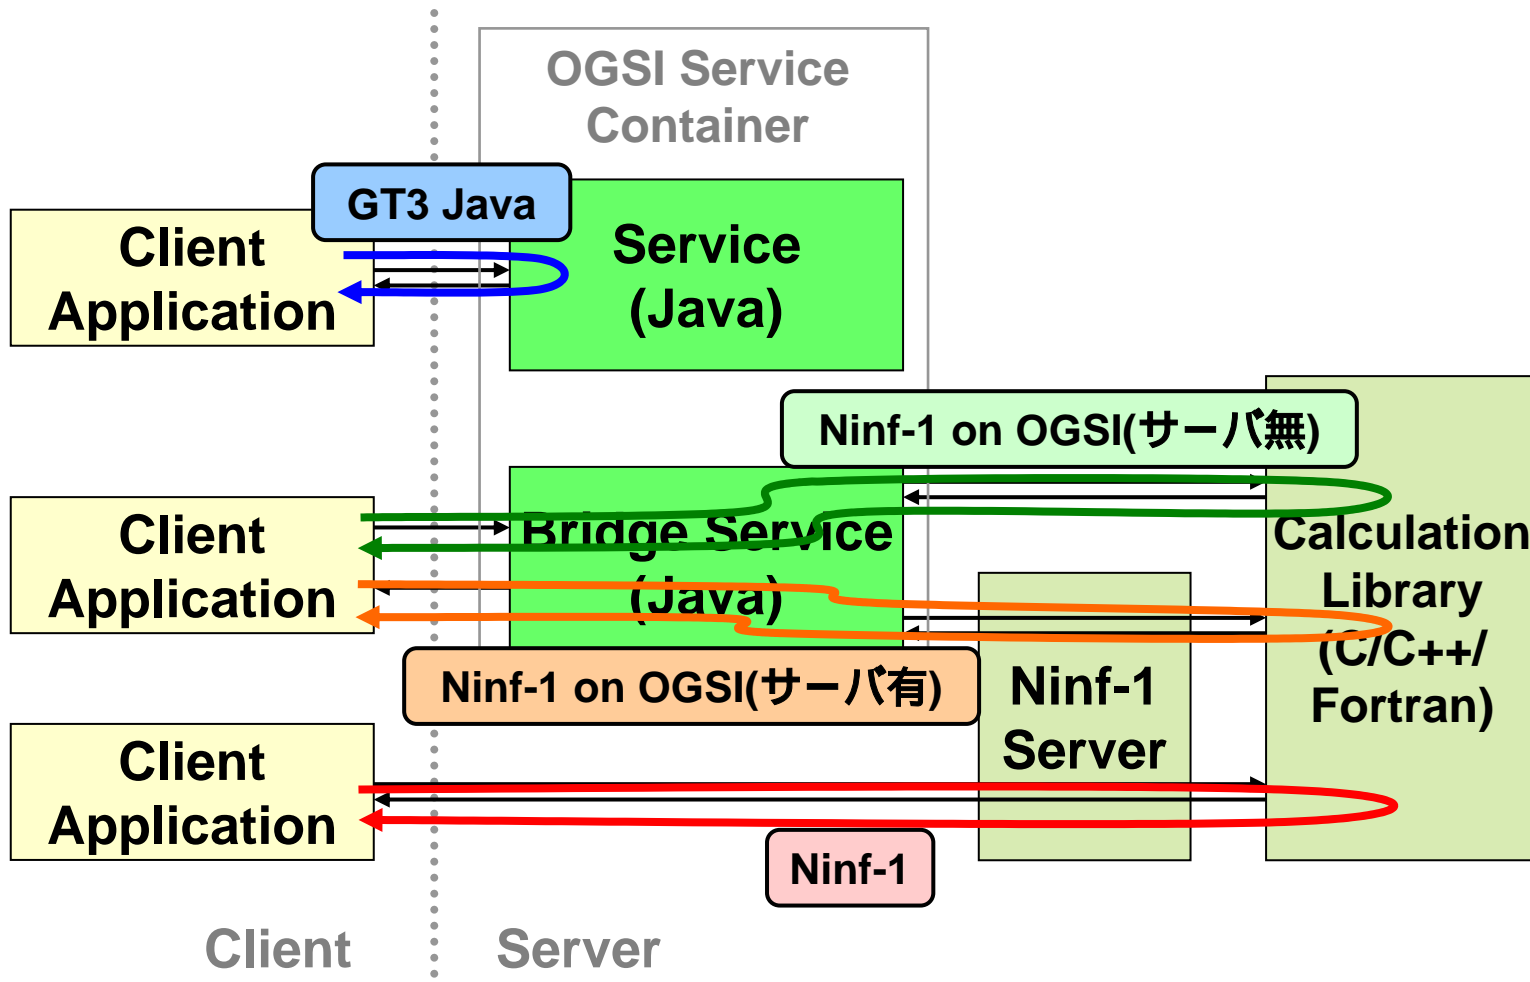 OGSI Service
Container
GT3 Java
Client
Application
Service
(Java)
Ninf-1 on OGSI(サーバ無)
Client
Application
Bridge Service
(Java)
Calculation
Library
(C/C++/
Fortran)
Ninf-1 on OGSI(サーバ有)
Ninf-1
Server
Client
Application
Ninf-1
Client
Server